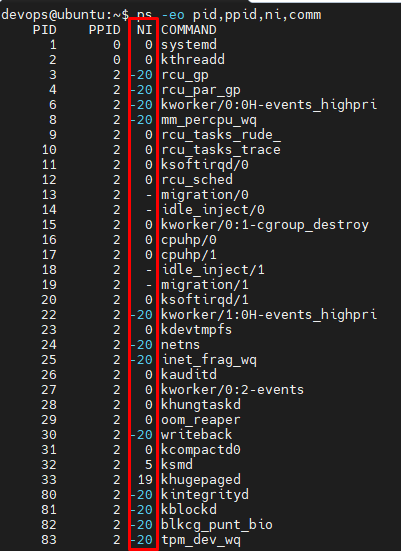 devops@ubuntu:~$ ps -eo pid,ppid,ni,comm
PID PPID NI COMMAND
1 0 0 systemd
2 0 0 kthreadd
3 2 -20 rcu_gp
4 2 -20 rcu_par_gp
6 2 -20 kworker/0:0H-events_highpri
8 2 -20 mm_percpu_wq
9 2 0 rcu_tasks_rude_
10 2 0 rcu_tasks_trace
11 2 0 ksoftirqd/0
12 2 0 rcu_sched
13 2 - migration/0
14 2 - idle_inject/0
15 2 0 kworker/0:1-cgroup_destroy
16 2 0 cpuhp/0
17 2 0 cpuhp/1
18 2 - idle_inject/1
19 2 - migration/1
20 2 0 ksoftirqd/1
22 2 -20 kworker/1:0H-events_highpri
23 2 0 kdevtmpfs
24 2 -20 netns
25 2 -20 inet_frag_wq
26 2 0 kauditd
27 2 0 kworker/0:2-events
28 2 0 khungtaskd
29 2 0 oom_reaper
30 2 -20 writeback
31 2 0 kcompactd0
32 2 5 ksmd
33 2 19 khugepaged
80 2 -20 kintegrityd
81 2 -20 kblockd
82 2 -20 blkcg_punt_bio
83 2 -20 tpm_dev_wq